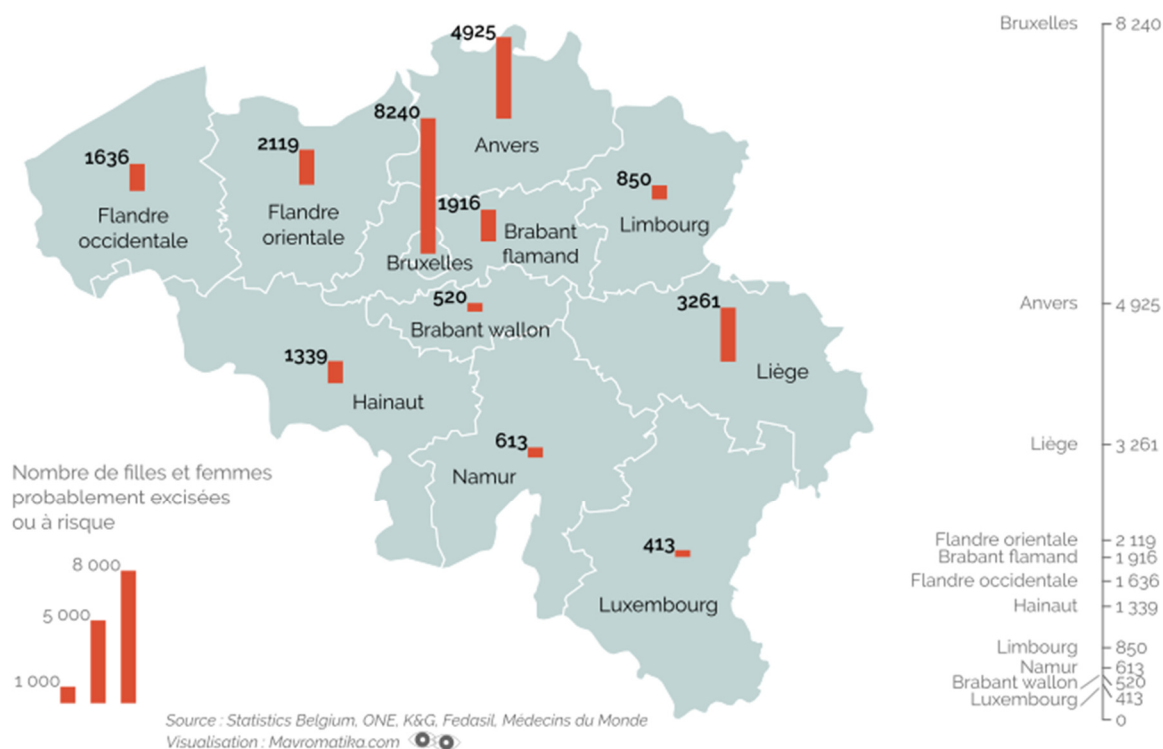 4925
Anvers
8240
Bruxelles
1636
Flandre
occidentale
2119
Flandre
orientale
1916
Brabant
flamand
850
Limbourg
520
Brabant wallon
3261
Liège
1339
Hainaut
613
Namur
413
Luxembourg
Nombre de filles et femmes
probablement excisées
ou à risque
8 000
5 000
1 000
Source : Statistics Belgium, ONE, K&G, Fedasil, Médecins du Monde
Visualisation : Mavromatika.com
Bruxelles 8 240
Anvers 4 925
Liège 3 261
Flandre orientale 2 119
Brabant flamand 1 916
Flandre occidentale 1 636
Hainaut 1 339
Limbourg 850
Namur 613
Brabant wallon 520
Luxembourg 413
0